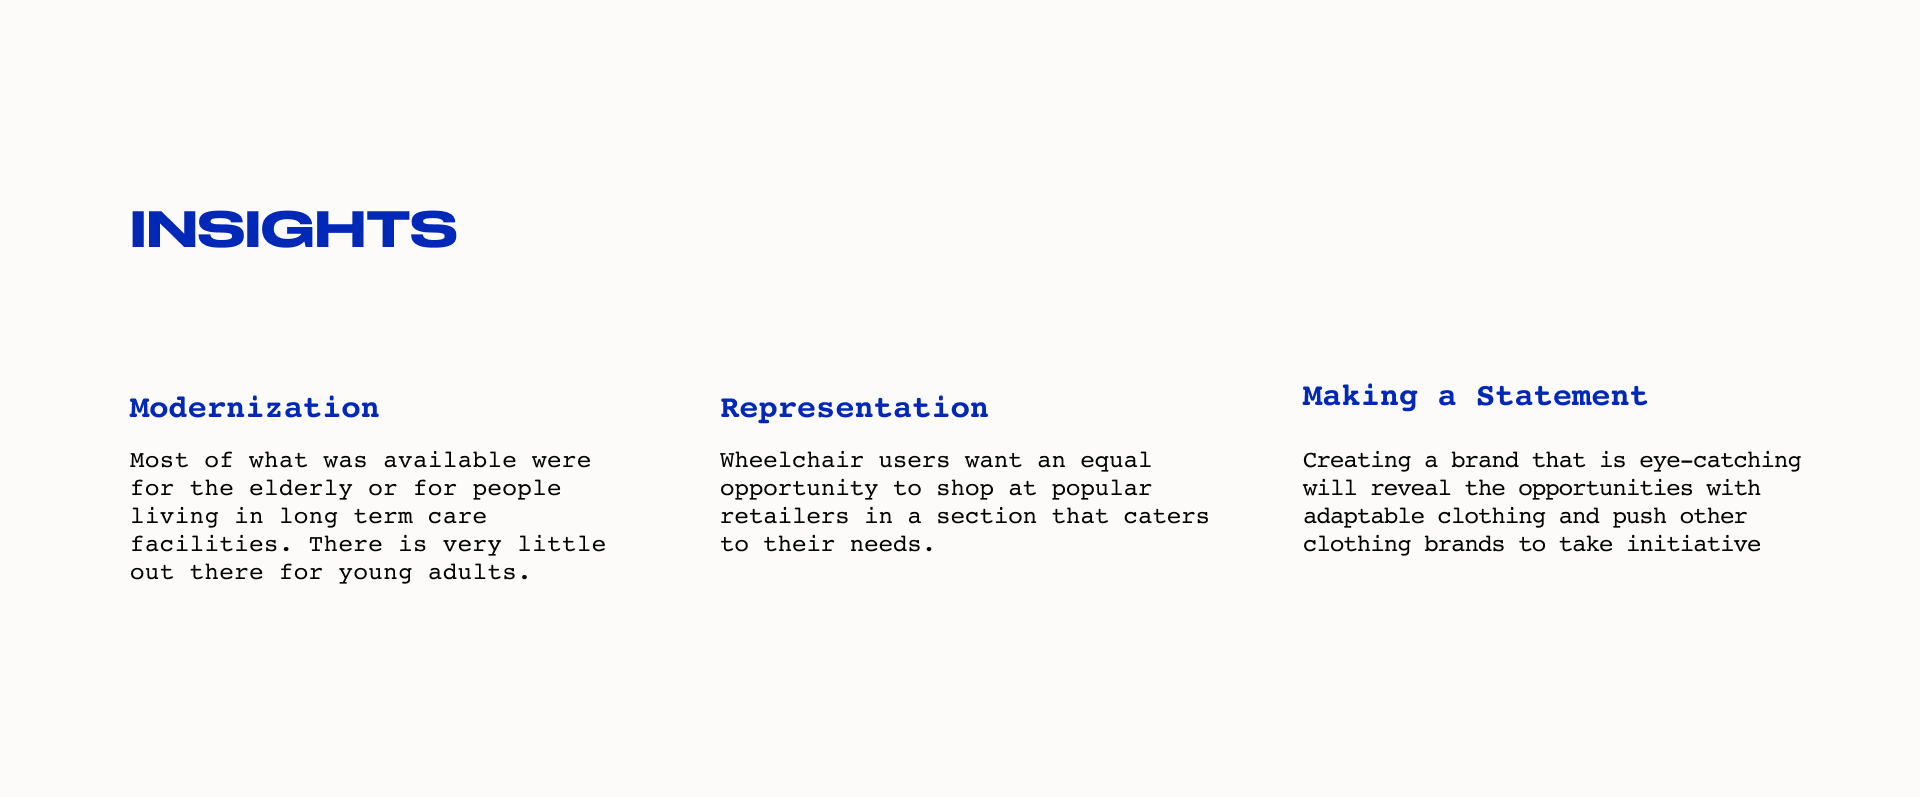 INSIGHTS
Modernization
Most of what was available were
for the elderly or for people
living in long term care
facilities. There is very little
out there for young adults.
Representation
Wheelchair users want an equal
opportunity to shop at popular
retailers in a section that caters
to their needs.
Making a Statement
Creating a brand that is eye-catching
will reveal the opportunities with
adaptable clothing and push other
clothing brands to take initiative